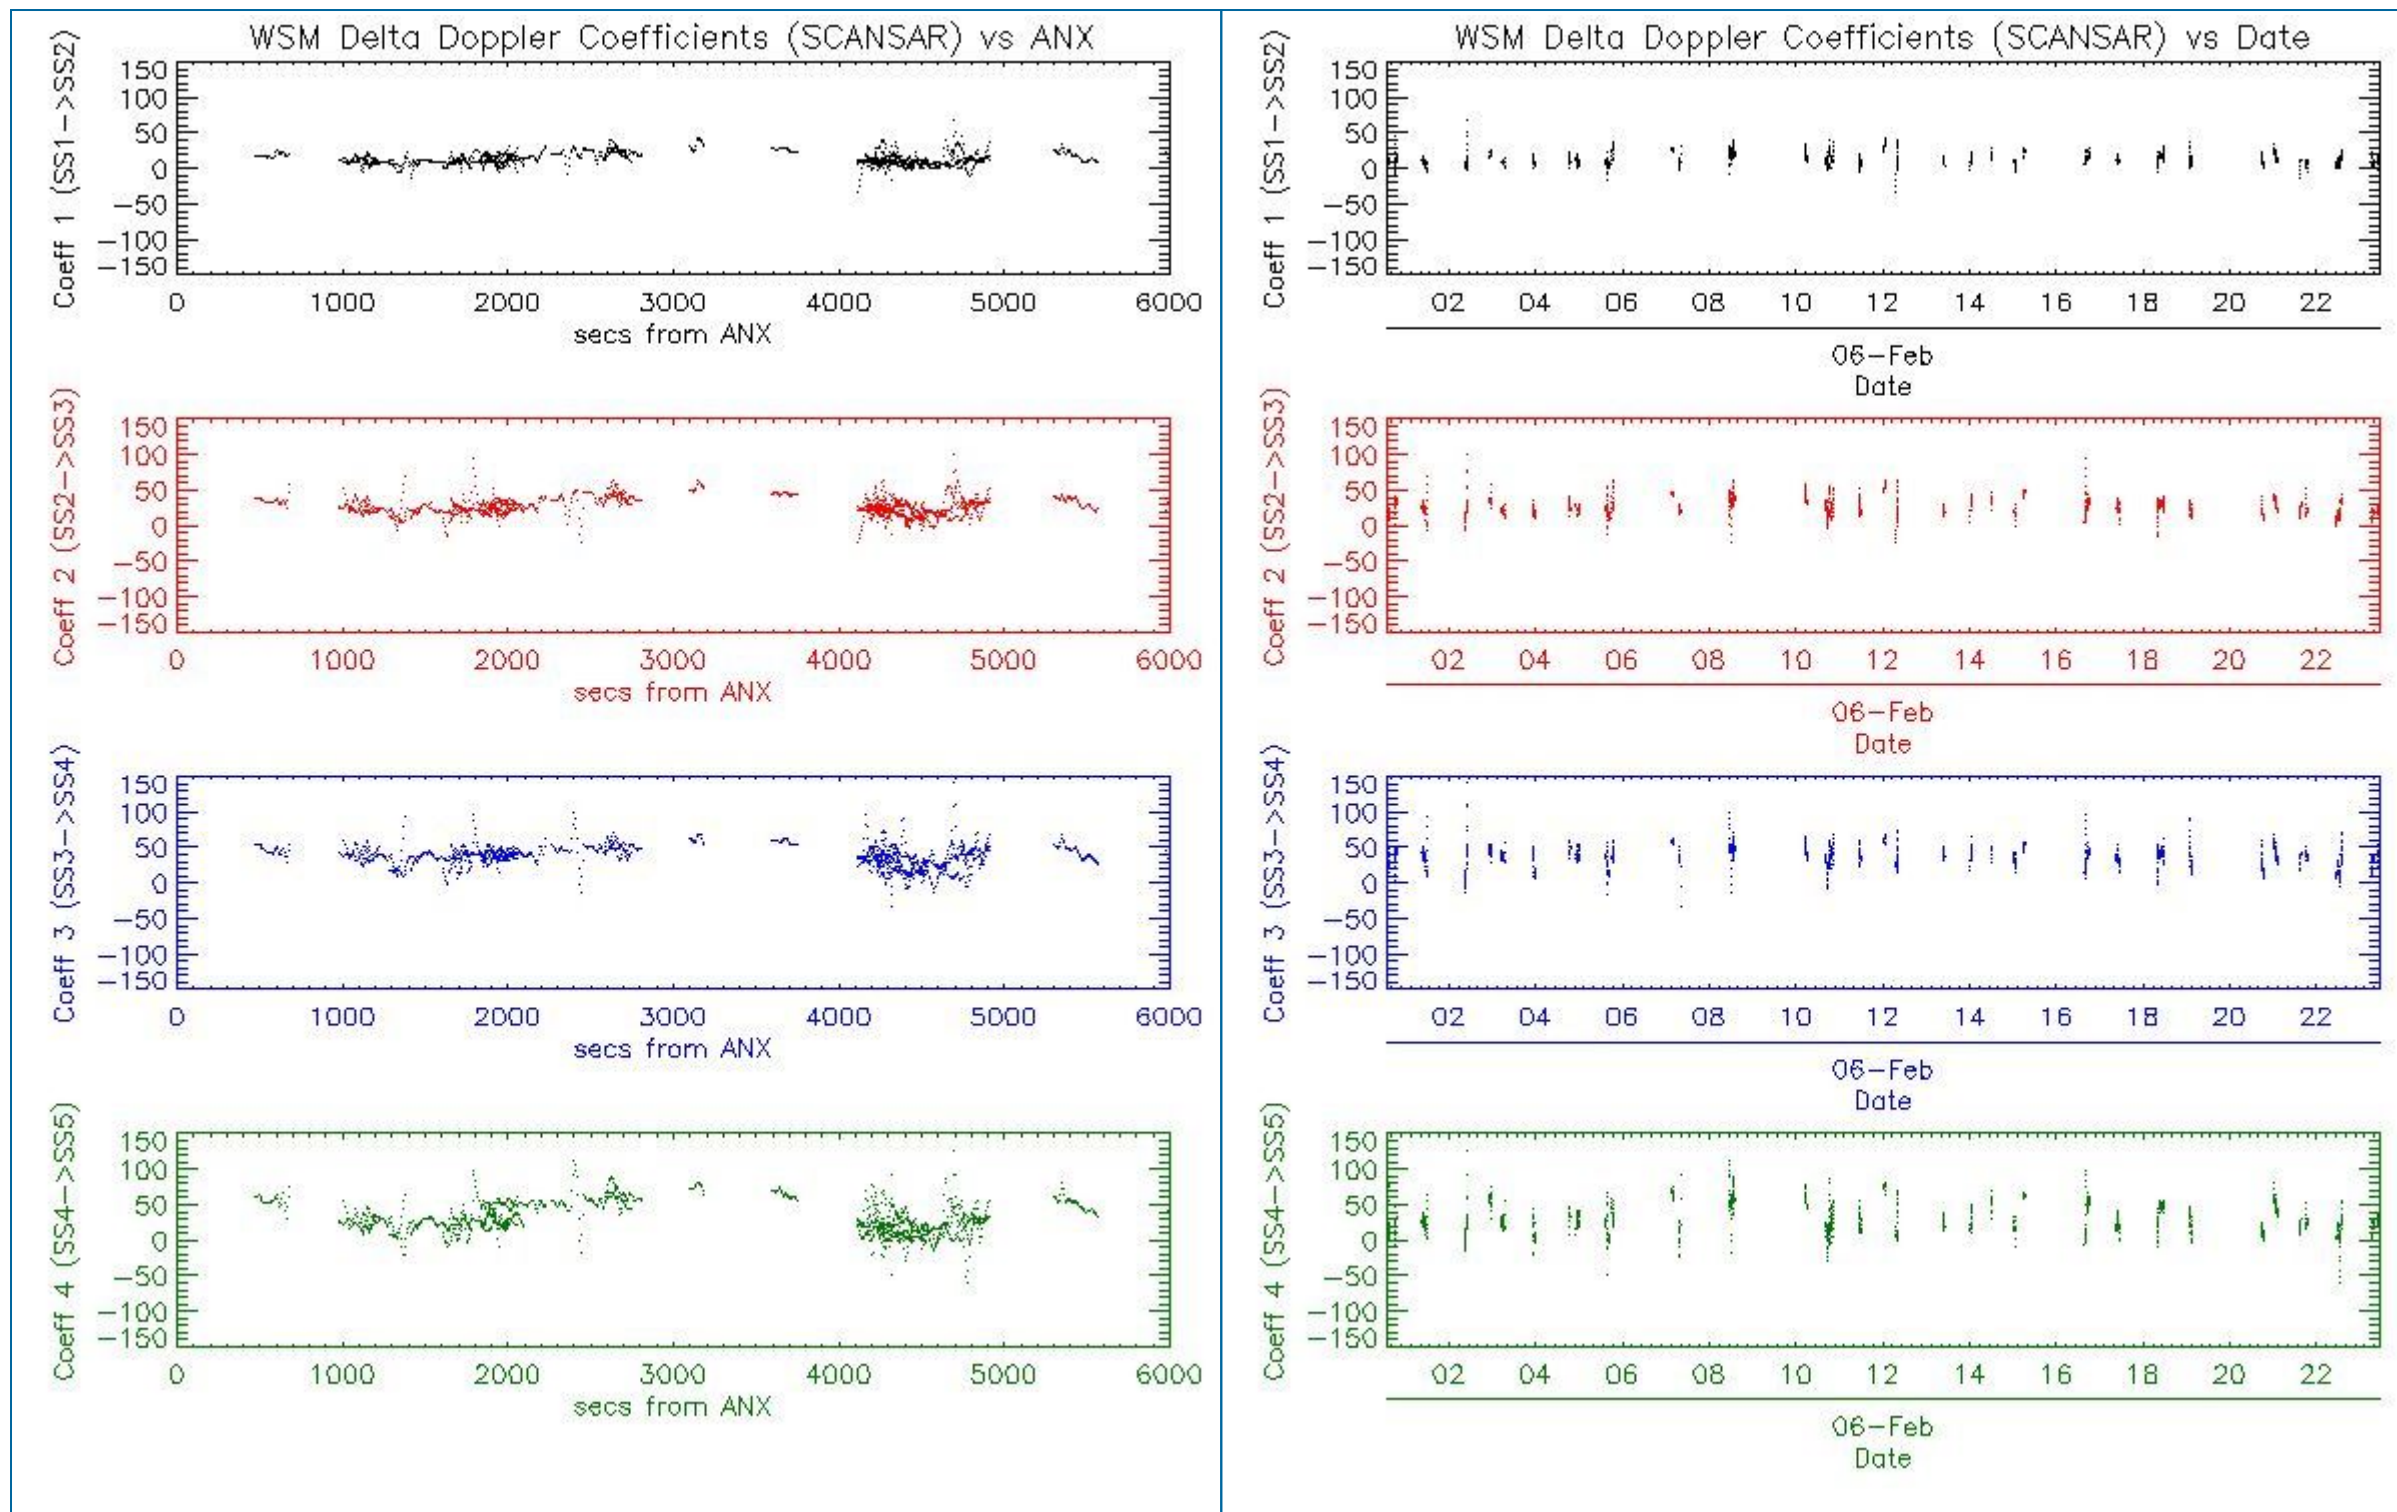 WSM Delta Doppler Coefficients (SCANSAR) vs ANX
Coeff 1 (SS1->SS2)
150
100
50
0
-50
-100
-150
0 1000 2000 3000 4000 5000 6000
secs from ANX
Coeff 2 (SS2->SS3)
150
100
50
0
-50
-100
-150
0 1000 2000 3000 4000 5000 6000
secs from ANX
Coeff 3 (SS3->SS4)
150
100
50
0
-50
-100
-150
0 1000 2000 3000 4000 5000 6000
secs from ANX
Coeff 4 (SS4->SS5)
150
100
50
0
-50
-100
-150
0 1000 2000 3000 4000 5000 6000
secs from ANX
WSM Delta Doppler Coefficients (SCANSAR) vs Date
Coeff 1 (SS1->SS2)
150
100
50
0
-50
-100
-150
02 04 06 08 10 12 14 16 18 20 22
06-Feb
Date
Coeff 2 (SS2->SS3)
150
100
50
0
-50
-100
-150
02 04 06 08 10 12 14 16 18 20 22
06-Feb
Date
Coeff 3 (SS3->SS4)
150
100
50
0
-50
-100
-150
02 04 06 08 10 12 14 16 18 20 22
06-Feb
Date
Coeff 4 (SS4->SS5)
150
100
50
0
-50
-100
-150
02 04 06 08 10 12 14 16 18 20 22
06-Feb
Date